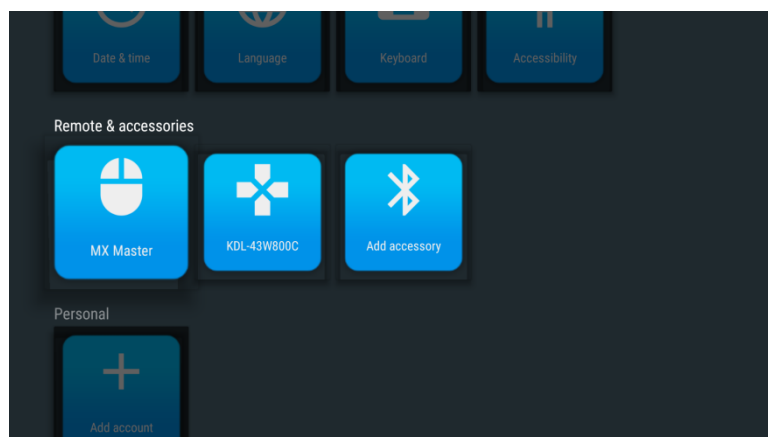 Date & time
Language
Keyboard
Accessibility
Remote & accessories
MX Master
KDL-43W800C
Add accessory
Personal
Add account